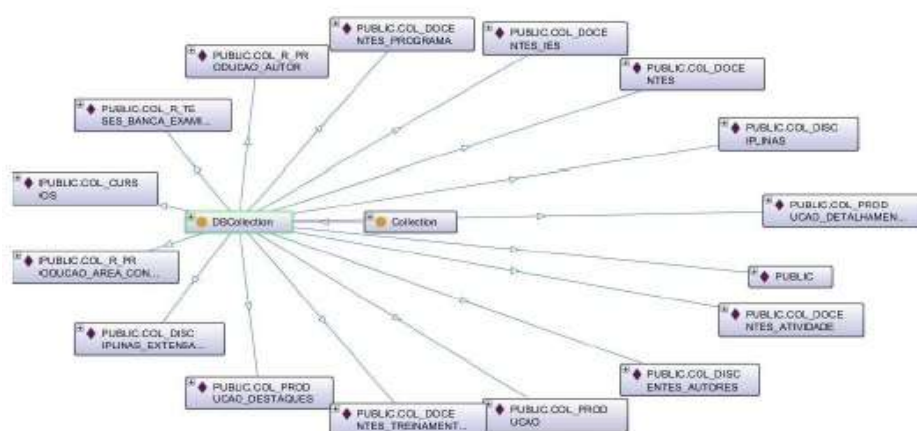 PUBLIC.COL_DOCE
NTES_PROGRAMA
PUBLIC.COL_DOCE
NTES_IES
PUBLIC.COL_R_PR
ODUCAO_AUTOR
PUBLIC.COL_DOCE
NTES
PUBLIC.COL_R_TE
SES_BANCA_EXAMI...
PUBLIC.COL_DISC
IPLINAS
PUBLIC.COL_CURS
OS
DBCollection
Collection
PUBLIC.COL_PROD
UCAO_DETALHAMEN...
PUBLIC.COL_R_PR
ODUCAO_AREA_CON...
PUBLIC
PUBLIC.COL_DOCE
NTES_ATIVIDADE
PUBLIC.COL_DISC
IPLINAS_EXTENSA...
PUBLIC.COL_DISC
ENTES_AUTORES
PUBLIC.COL_PROD
UCAO_DESTAQUES
PUBLIC.COL_DOCE
NTES_TREINAMENT...
PUBLIC.COL_PROD
UCAO